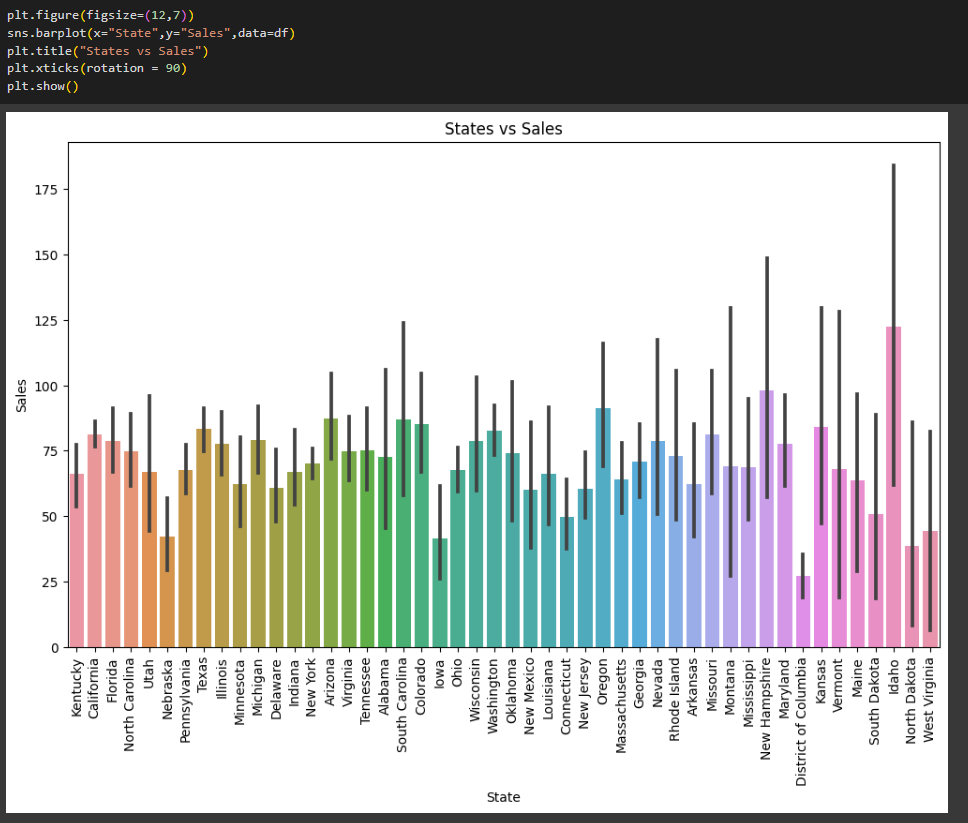 plt.figure(figsize=(12,7))
sns.barplot(x="State",y="Sales",data=df)
plt.title("States vs Sales")
plt.xticks(rotation = 90)
plt.show()
States vs Sales
175
150
125
100
75
50
25
0
Sales
Kentucky
California
Florida
North Carolina
Utah
Nebraska
Pennsylvania
Texas
Illinois
Minnesota
Michigan
Delaware
Indiana
New York
Arizona
Virginia
Tennessee
Alabama
South Carolina
Colorado
Iowa
Ohio
Wisconsin
Washington
Oklahoma
New Mexico
Louisiana
Connecticut
New Jersey
Oregon
Massachusetts
Georgia
Nevada
Rhode Island
Arkansas
Missouri
Montana
Mississippi
New Hampshire
Maryland
District of Columbia
Kansas
Vermont
Maine
South Dakota
Idaho
North Dakota
West Virginia
State